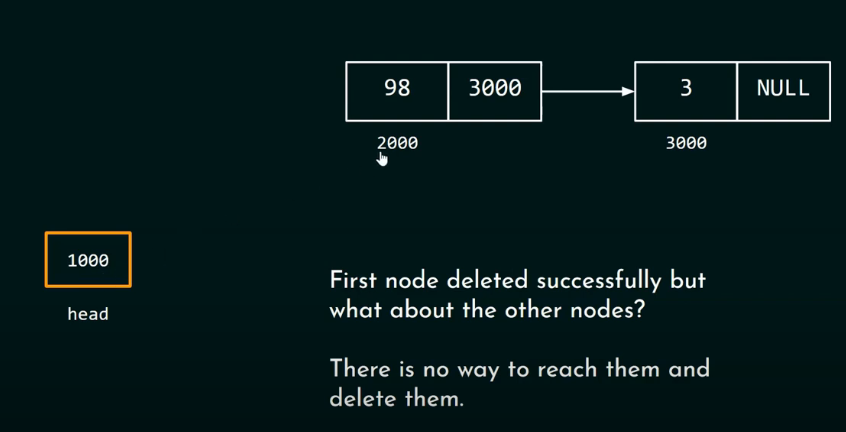 98 3000 3 NULL
2000 3000
1000
head
First node deleted successfully but
what about the other nodes?
There is no way to reach them and
delete them.